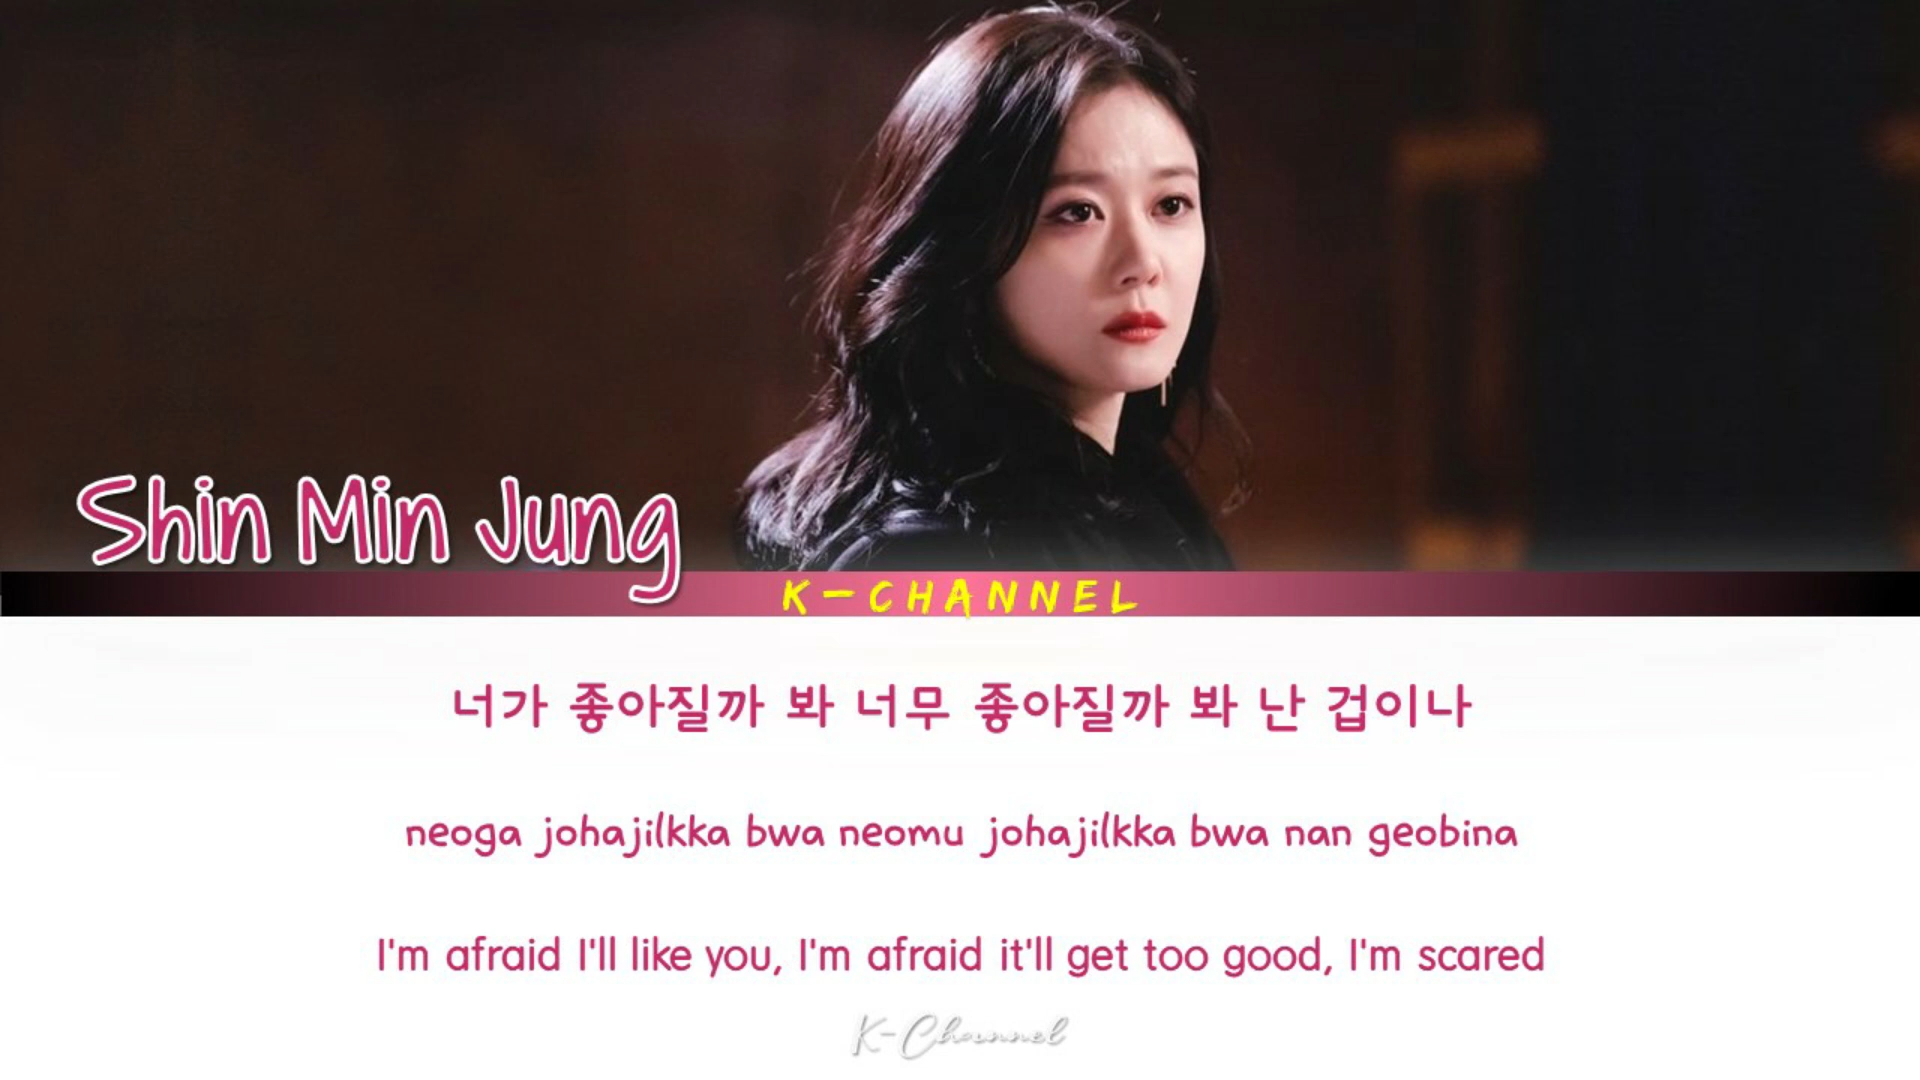 Shin Min Jung
K-CHANNEL
너가 좋아질까 봐 너무 좋아질까 봐 난 겁이나
neoga johajilkka bwa neomu johajilkka bwa nan geobina
I'm afraid I'll like you, I'm afraid it'll get too good, I'm scared
K-Channel